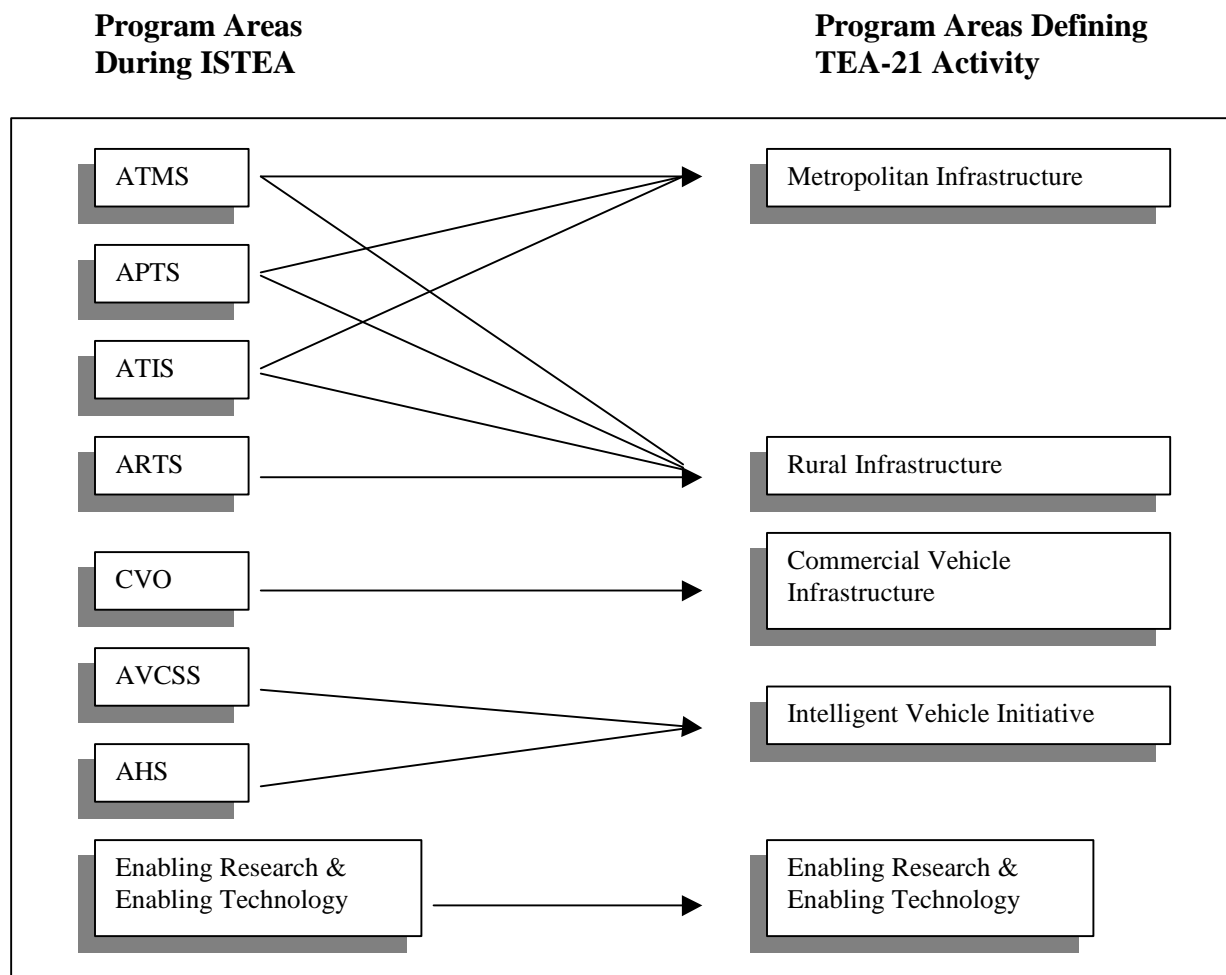 Program Areas
During ISTEA
Program Areas Defining
TEA-21 Activity
ATMS
APTS
ATIS
ARTS
CVO
AVCSS
AHS
Enabling Research &
Enabling Technology
Metropolitan Infrastructure
Rural Infrastructure
Commercial Vehicle
Infrastructure
Intelligent Vehicle Initiative
Enabling Research &
Enabling Technology